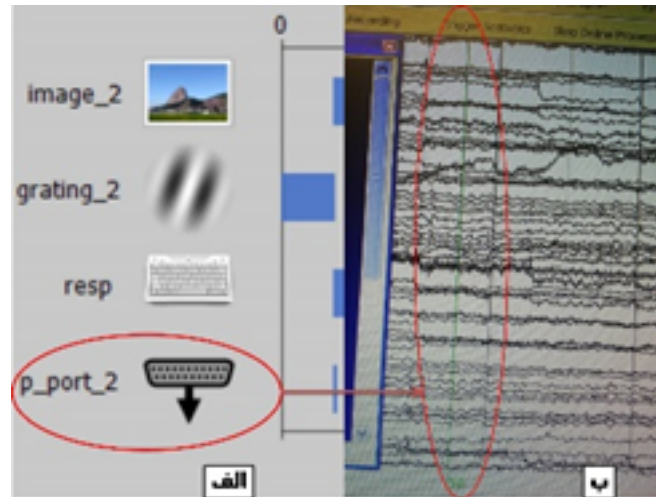 0
image_2
grating_2
resp
p_port_2
الف
ب